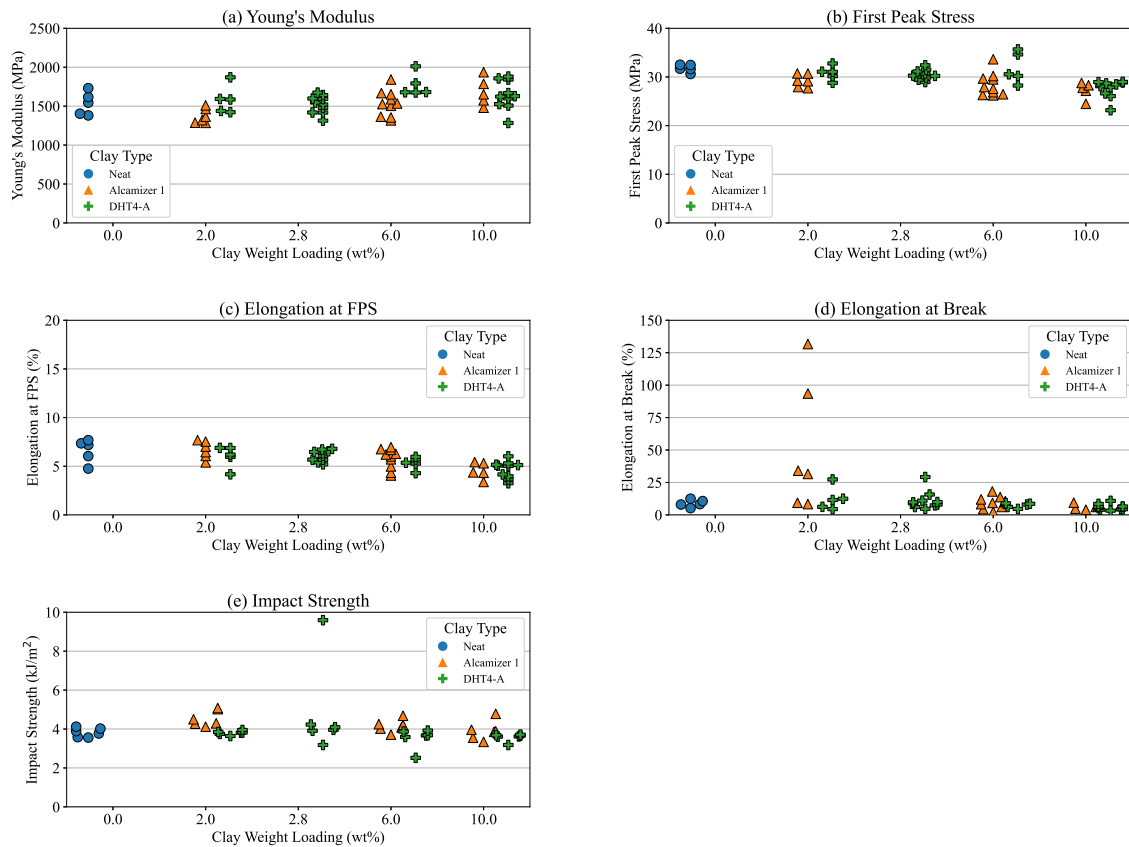 (a) Young's Modulus
Young's Modulus (MPa)
2500
2000
1500
1000
500
0
Clay Type
Neat
Alcamizer 1
DHT4-A
0.0 2.0 2.8 6.0 10.0
Clay Weight Loading (wt%)
(b) First Peak Stress
First Peak Stress (MPa)
40
30
20
10
0
Clay Type
Neat
Alcamizer 1
DHT4-A
0.0 2.0 2.8 6.0 10.0
Clay Weight Loading (wt%)
(c) Elongation at FPS
Elongation at FPS (%)
20
15
10
5
0
Clay Type
Neat
Alcamizer 1
DHT4-A
0.0 2.0 2.8 6.0 10.0
Clay Weight Loading (wt%)
(d) Elongation at Break
Elongation at Break (%)
150
125
100
75
50
25
0
Clay Type
Neat
Alcamizer 1
DHT4-A
0.0 2.0 2.8 6.0 10.0
Clay Weight Loading (wt%)
(e) Impact Strength
Impact Strength (kJ/m²)
10
8
6
4
2
0
Clay Type
Neat
Alcamizer 1
DHT4-A
0.0 2.0 2.8 6.0 10.0
Clay Weight Loading (wt%)